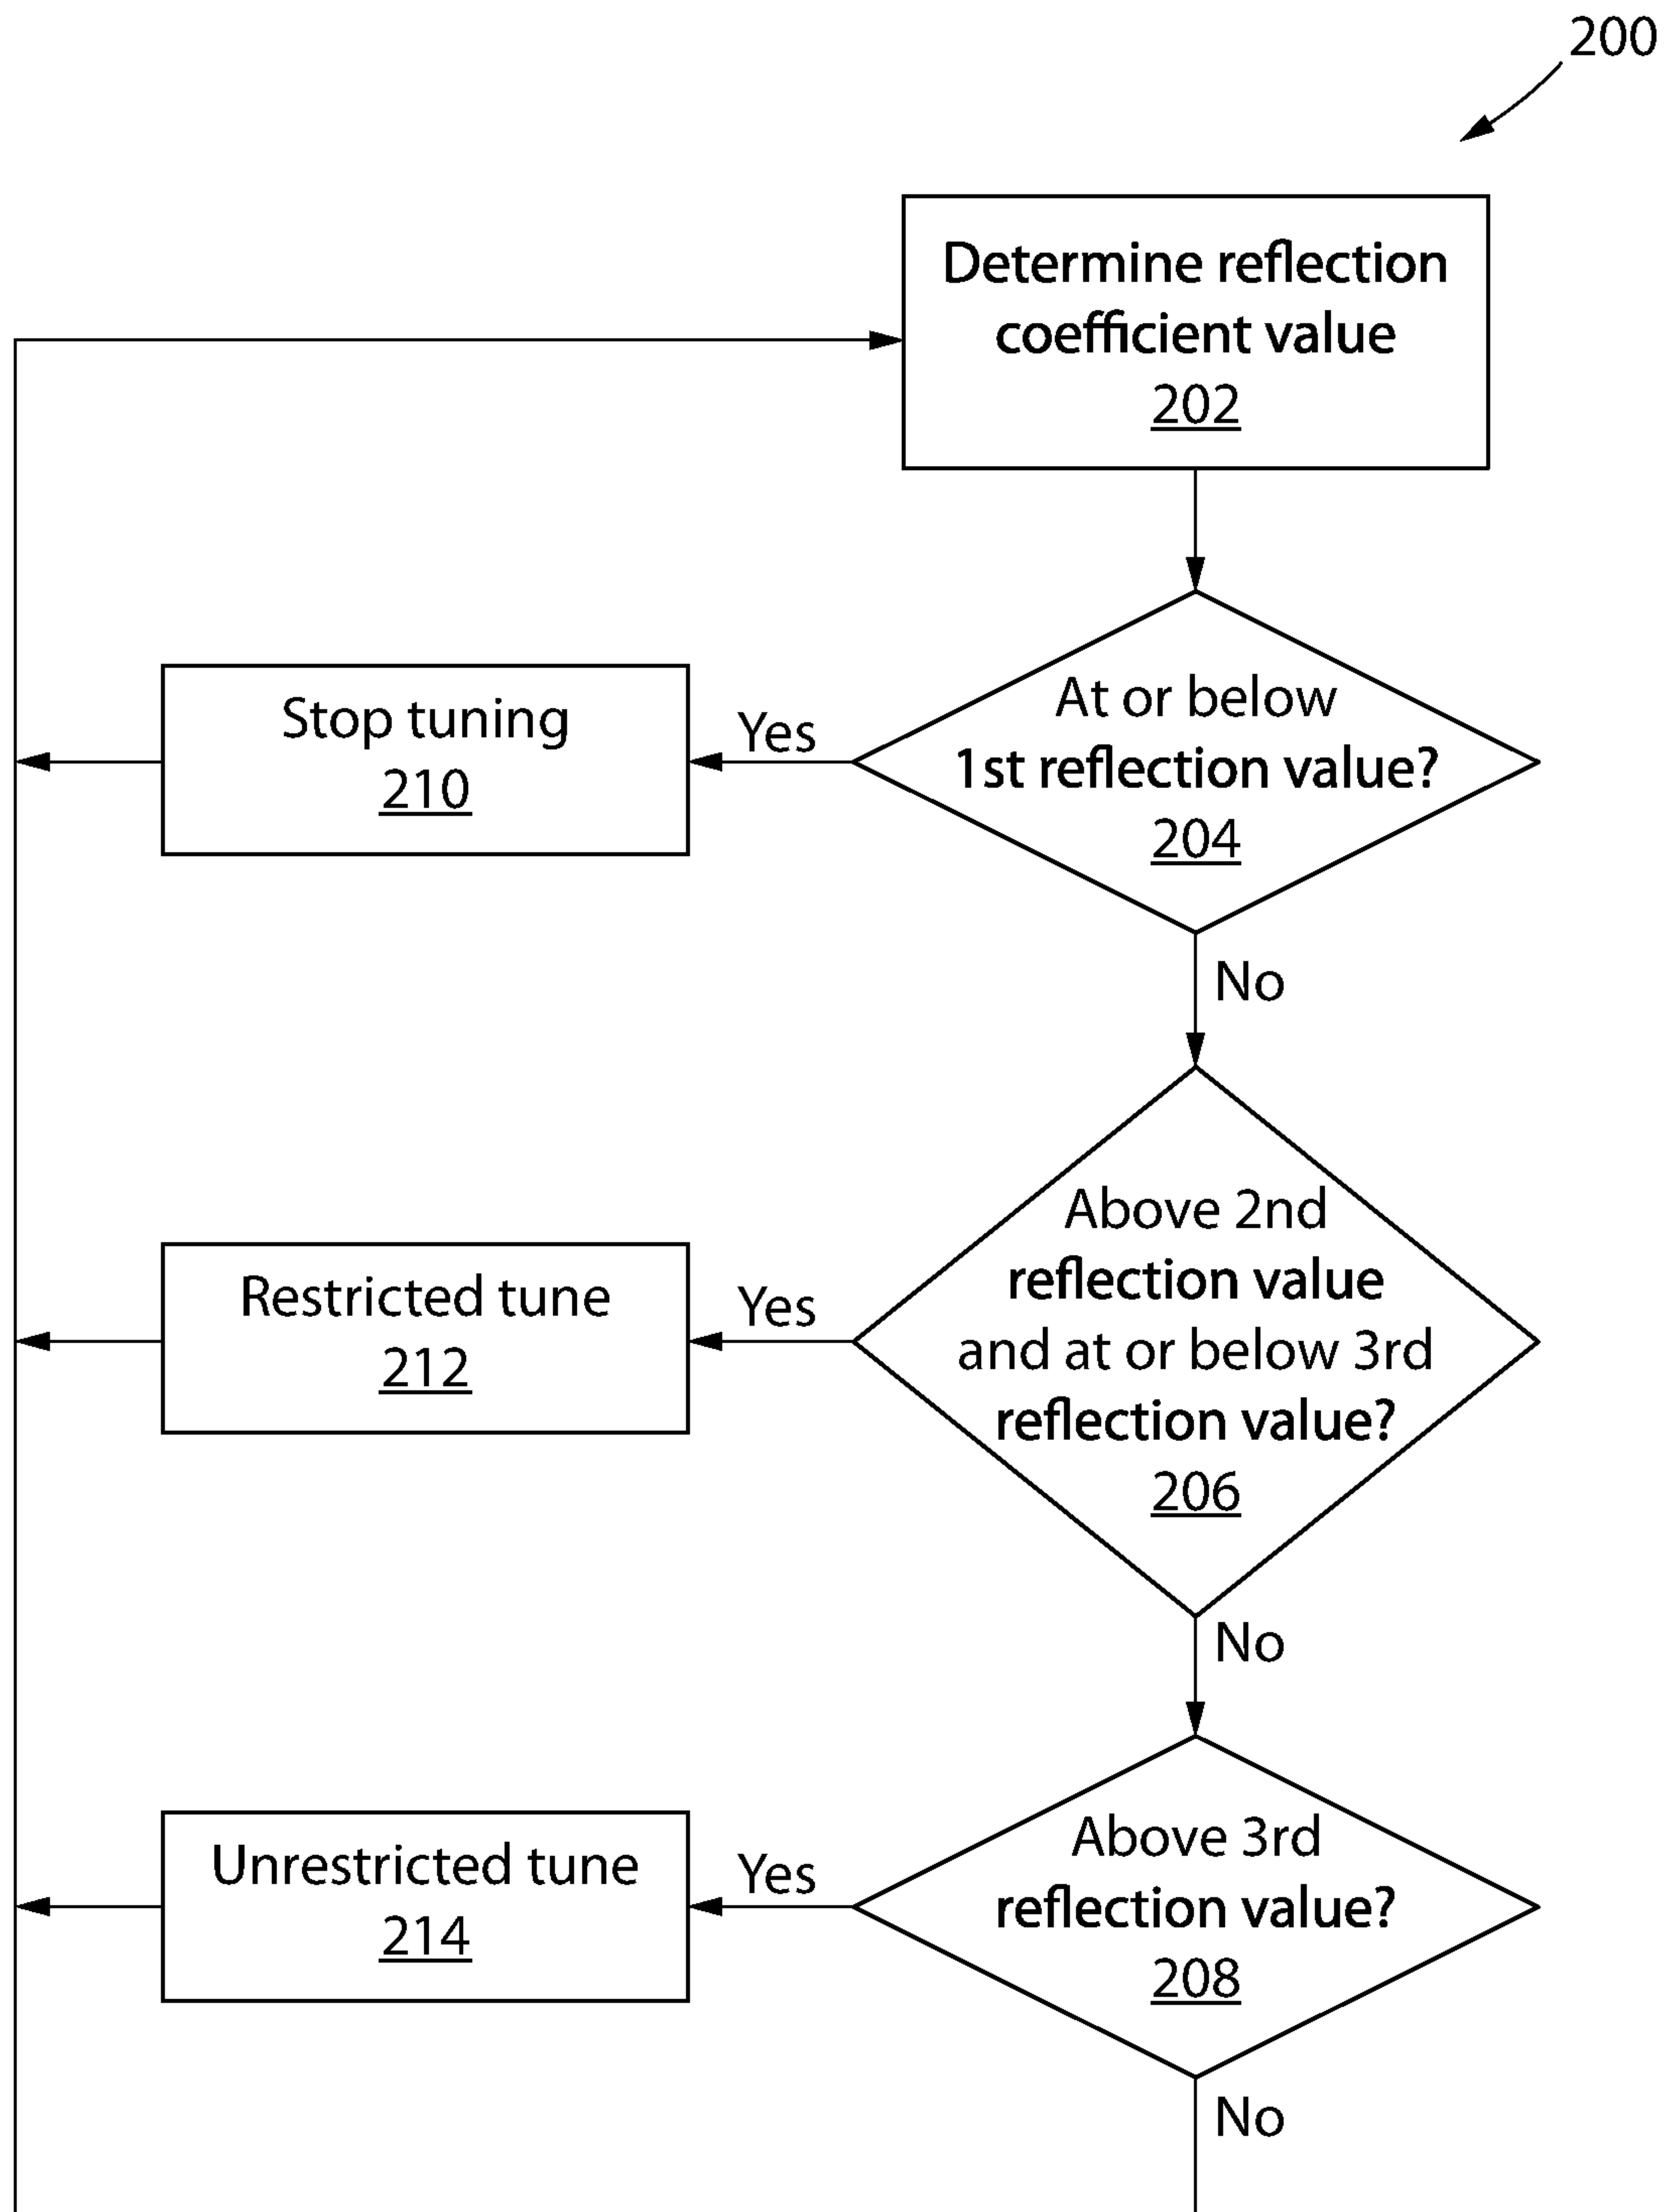 200
Determine reflection
coefficient value
202
At or below
1st reflection value?
204
Yes
Stop tuning
210
No
Above 2nd
reflection value
and at or below 3rd
reflection value?
206
Yes
Restricted tune
212
No
Above 3rd
reflection value?
208
Yes
Unrestricted tune
214
No